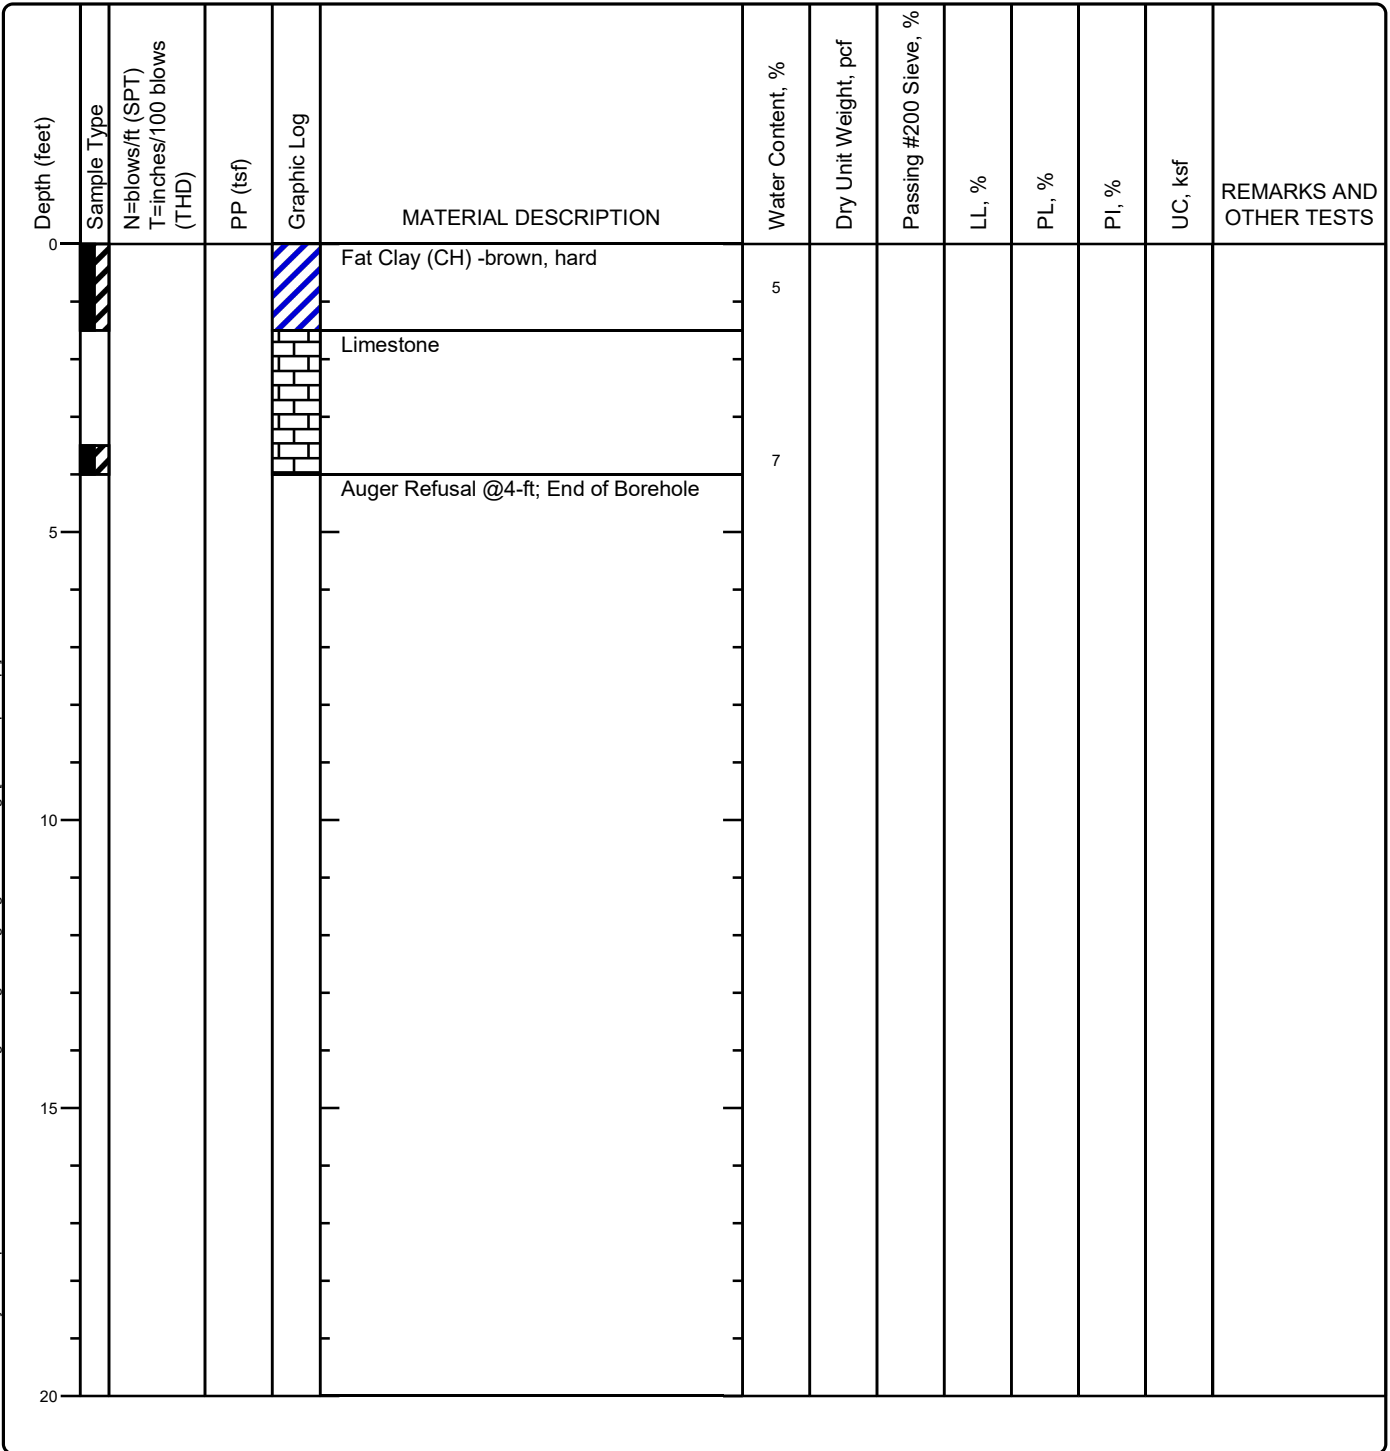 Depth (feet)
Sample Type
N=blows/ft (SPT)
T=inches/100 blows
(THD)
PP (tsf)
Graphic Log
MATERIAL DESCRIPTION
Water Content, %
Dry Unit Weight, pcf
Passing #200 Sieve, %
LL, %
PL, %
PI, %
UC, ksf
REMARKS AND
OTHER TESTS
0
Fat Clay (CH) -brown, hard
5
Limestone
7
Auger Refusal @4-ft; End of Borehole
5
10
15
20